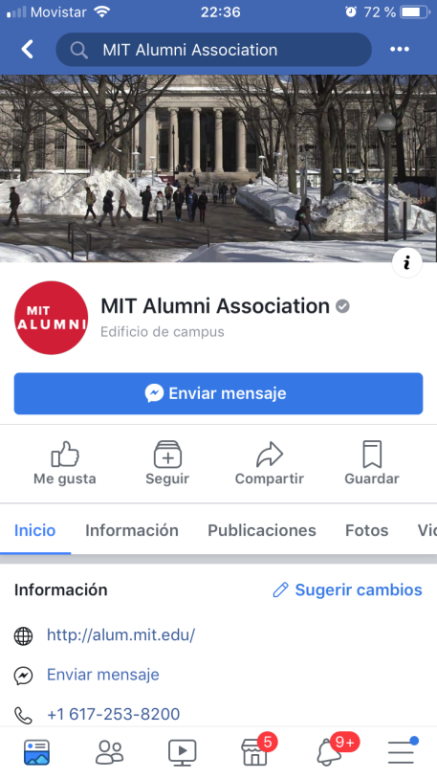 Movistar 22:36 72 %
MIT Alumni Association
i
MIT
ALUMNI
MIT Alumni Association
Edificio de campus
Enviar mensaje
Me gusta Seguir Compartir Guardar
Inicio Información Publicaciones Fotos Vi
Información Sugerir cambios
http://alum.mit.edu/
Enviar mensaje
+1 617-253-8200
5 9+